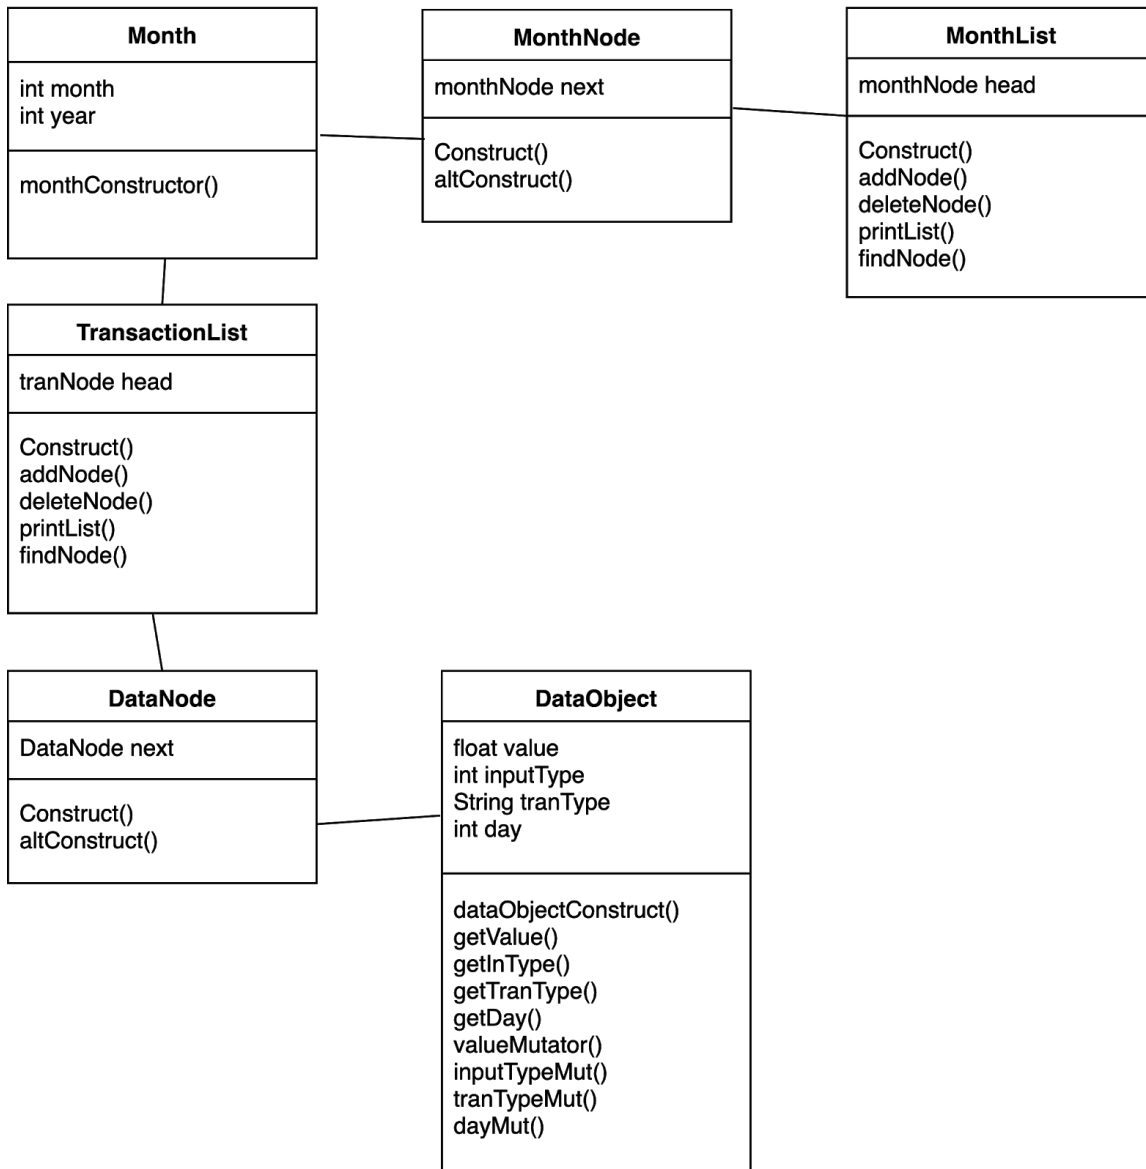 Month
int month
int year
monthConstructor()
MonthNode
monthNode next
Construct()
altConstruct()
MonthList
monthNode head
Construct()
addNode()
deleteNode()
printList()
findNode()
TransactionList
tranNode head
Construct()
addNode()
deleteNode()
printList()
findNode()
DataNode
DataNode next
Construct()
altConstruct()
DataObject
float value
int inputType
String tranType
int day
dataObjectConstruct()
getValue()
getInType()
getTranType()
getDay()
valueMutator()
inputTypeMut()
tranTypeMut()
dayMut()